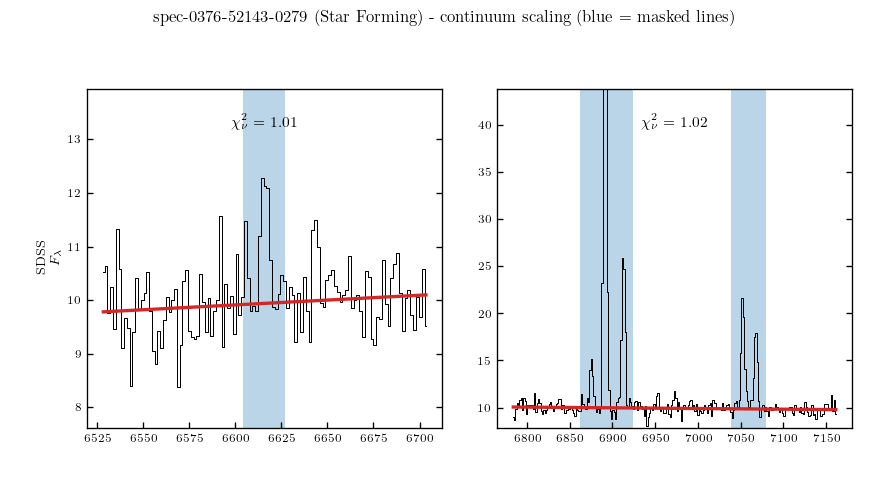 spec-0376-52143-0279 (Star Forming) - continuum scaling (blue = masked lines)
χ²ᵥ = 1.01
13
12
11
10
9
8
SDSS
F_λ
6525 6550 6575 6600 6625 6650 6675 6700
χ²ᵥ = 1.02
40
35
30
25
20
15
10
6800 6850 6900 6950 7000 7050 7100 7150